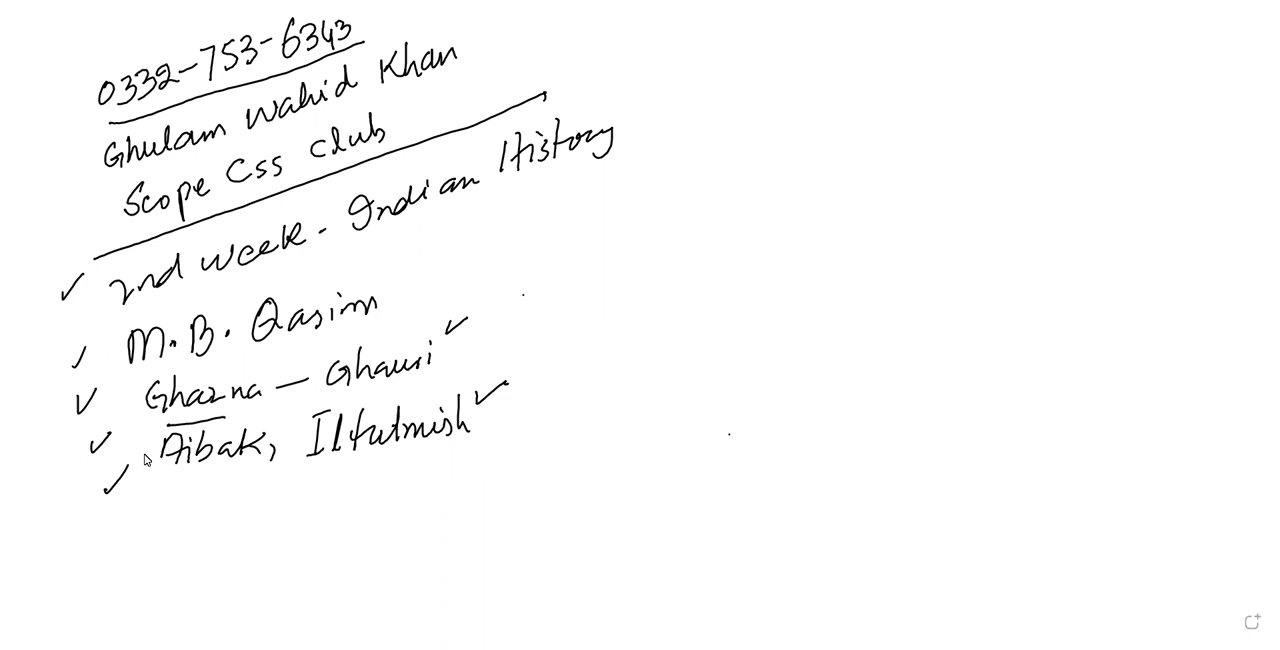 0332-753-6343
Ghulam Wahid Khan
Scope Css Club
2nd week - Indian History
M. B. Qasim
Ghazna — Ghauri
Aibak, Iltutmish